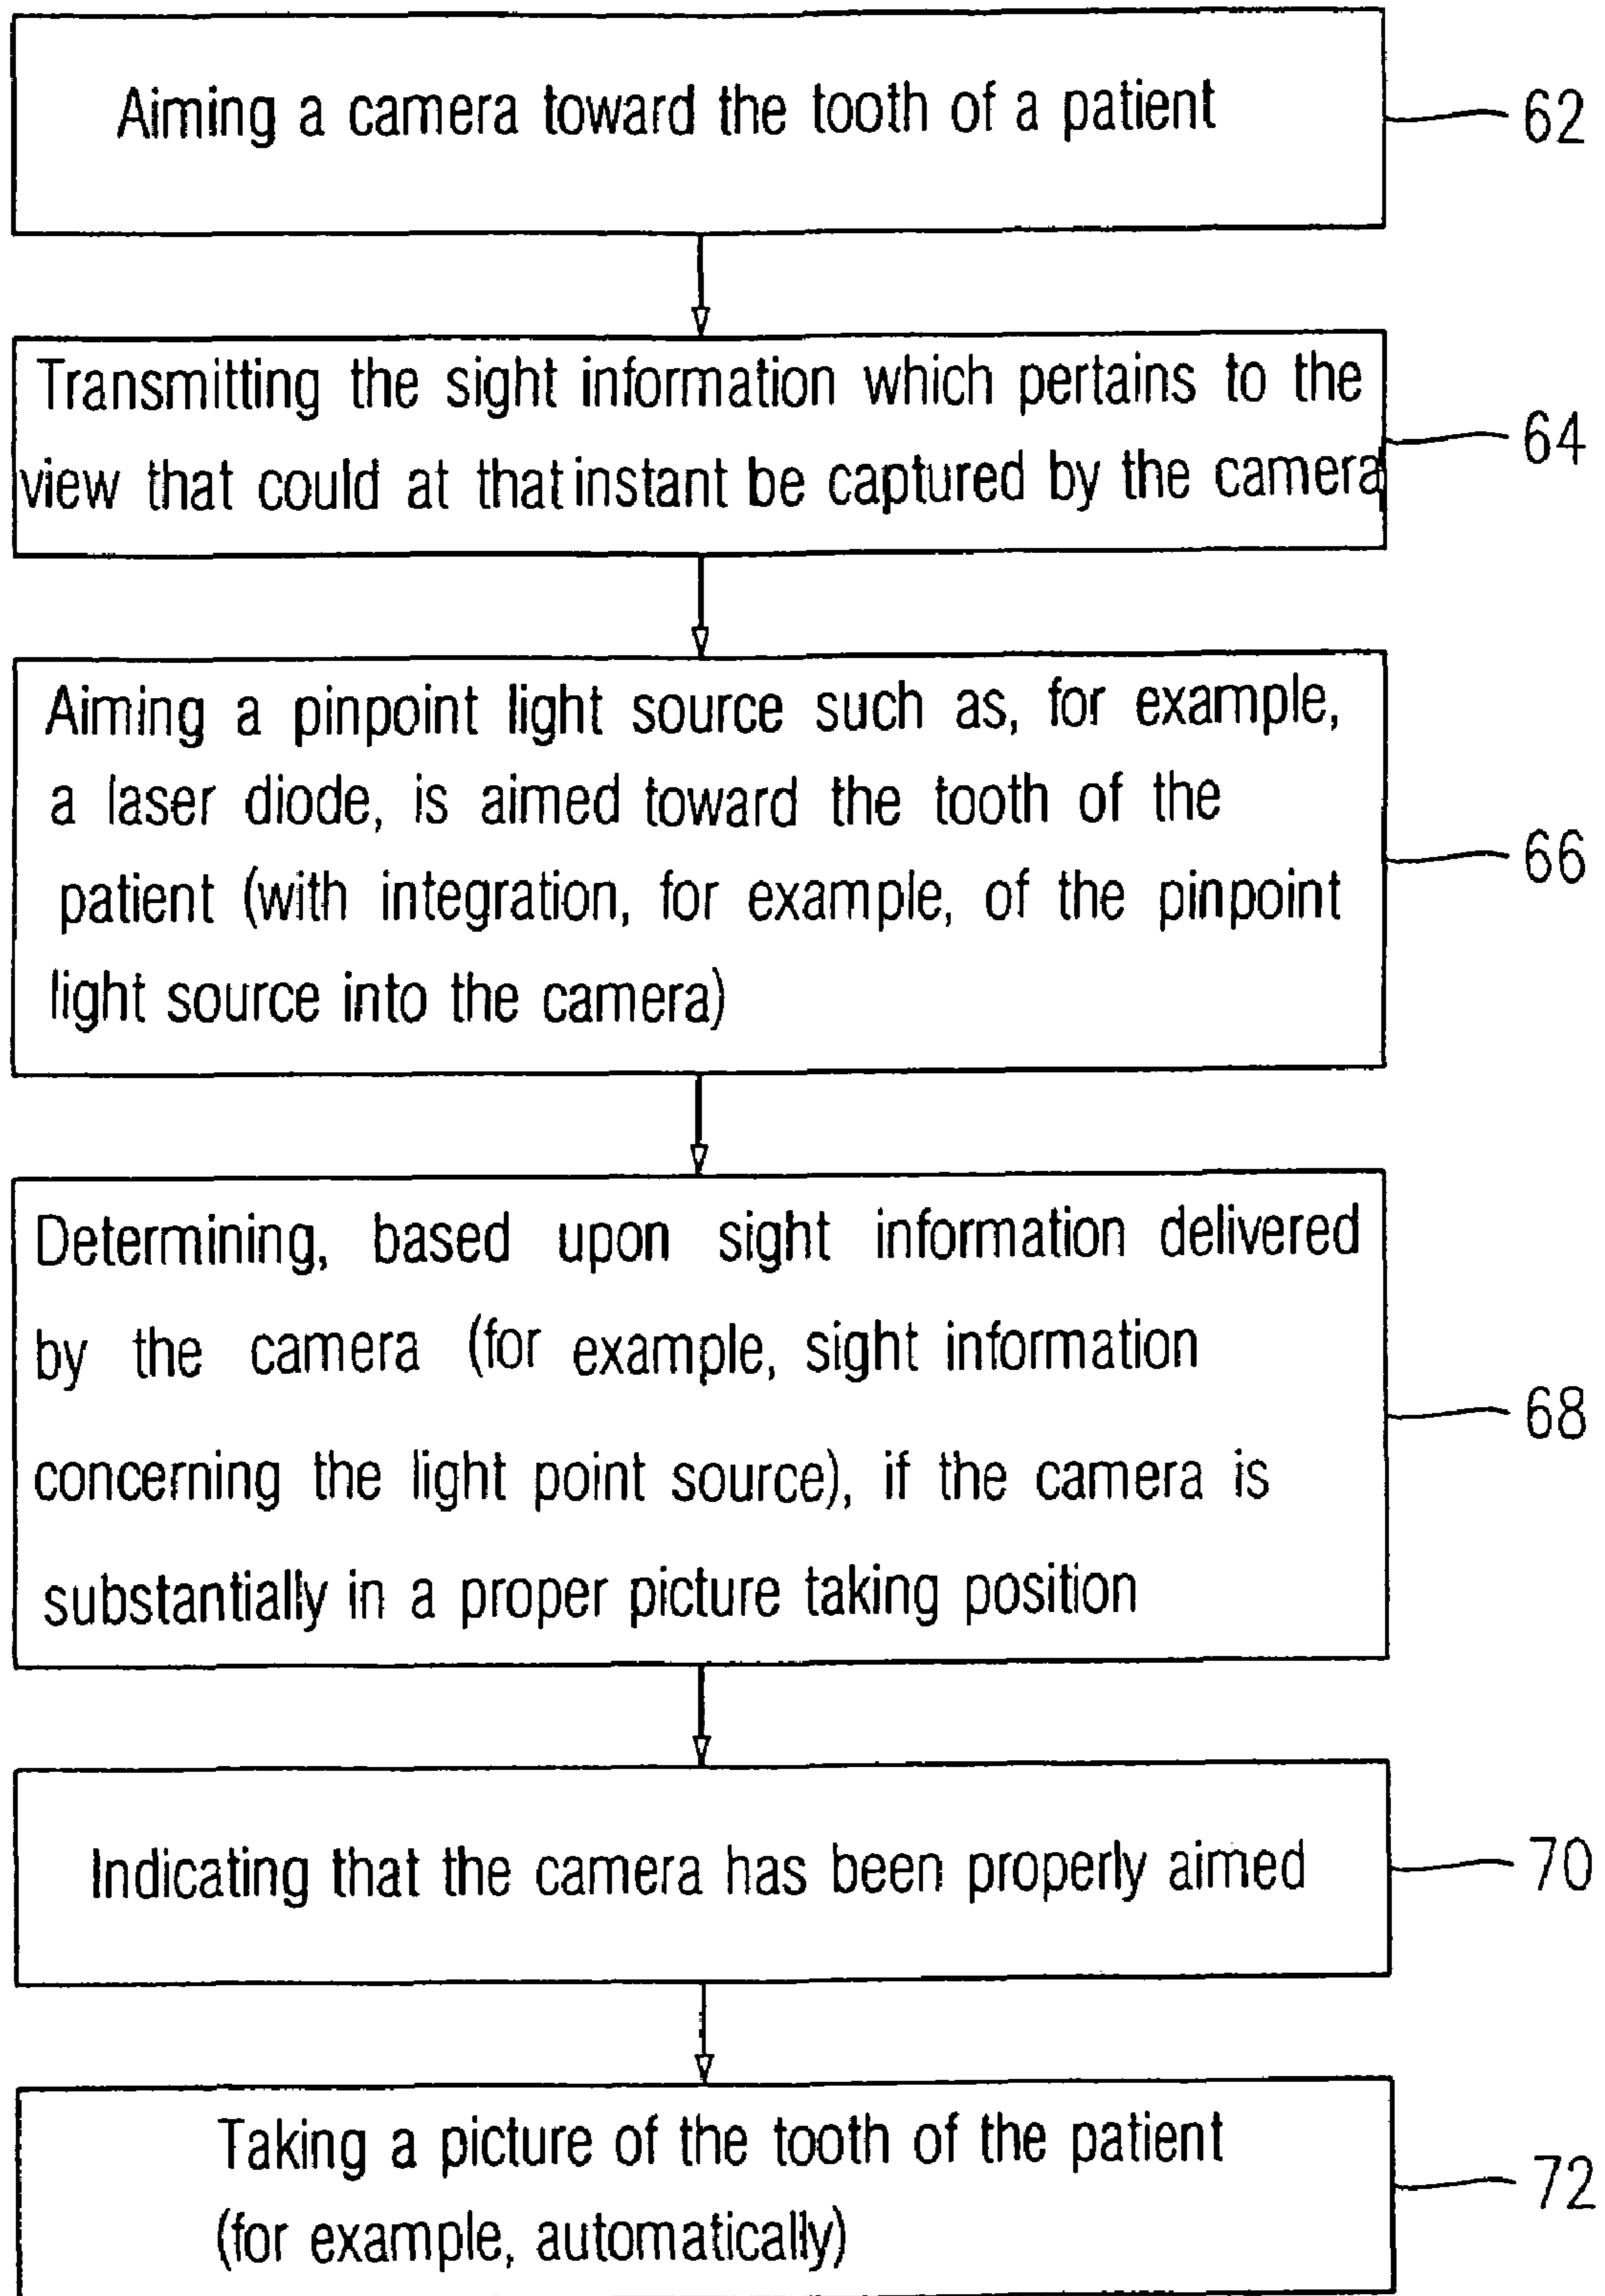 Aiming a camera toward the tooth of a patient
62
Transmitting the sight information which pertains to the
view that could at that instant be captured by the camera
64
Aiming a pinpoint light source such as, for example,
a laser diode, is aimed toward the tooth of the
patient (with integration, for example, of the pinpoint
light source into the camera)
66
Determining, based upon sight information delivered
by the camera (for example, sight information
concerning the light point source), if the camera is
substantially in a proper picture taking position
68
Indicating that the camera has been properly aimed
70
Taking a picture of the tooth of the patient
(for example, automatically)
72